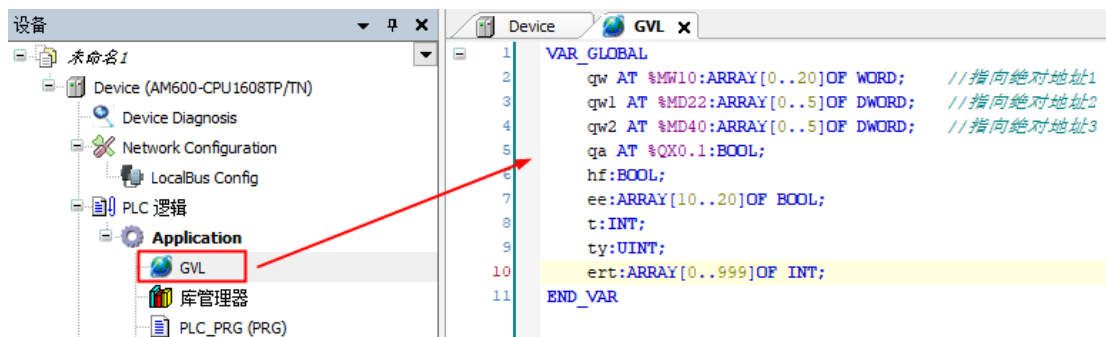 设备
未命名1
Device (AM600-CPU1608TP/TN)
Device Diagnosis
Network Configuration
LocalBus Config
PLC 逻辑
Application
GVL
库管理器
PLC_PRG (PRG)
Device GVL
1 VAR_GLOBAL
2 qw AT %MW10:ARRAY[0..20]OF WORD; //指向绝对地址1
3 qw1 AT %MD22:ARRAY[0..5]OF DWORD; //指向绝对地址2
4 qw2 AT %MD40:ARRAY[0..5]OF DWORD; //指向绝对地址3
5 qa AT %QX0.1:BOOL;
6 hf:BOOL;
7 ee:ARRAY[10..20]OF BOOL;
8 t:INT;
9 ty:UINT;
10 ert:ARRAY[0..999]OF INT;
11 END_VAR